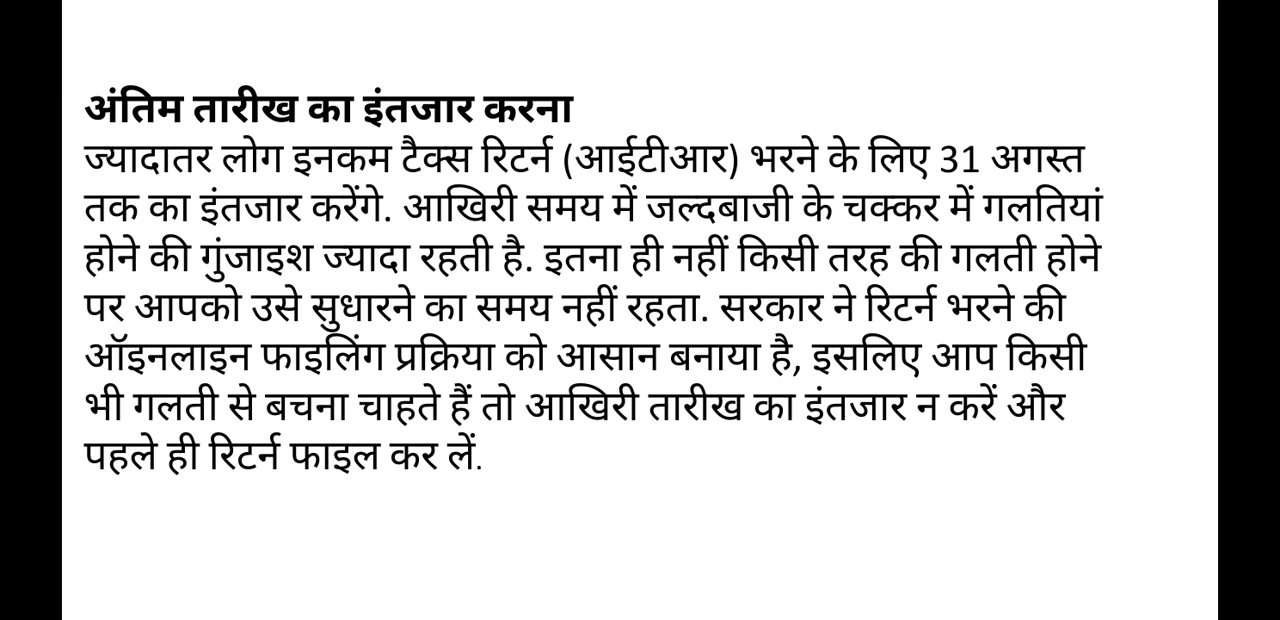 अंतिम तारीख का इंतजार करना
ज्यादातर लोग इनकम टैक्स रिटर्न (आईटीआर) भरने के लिए 31 अगस्त
तक का इंतजार करेंगे. आखिरी समय में जल्दबाजी के चक्कर में गलतियां
होने की गुंजाइश ज्यादा रहती है. इतना ही नहीं किसी तरह की गलती होने
पर आपको उसे सुधारने का समय नहीं रहता. सरकार ने रिटर्न भरने की
ऑइनलाइन फाइलिंग प्रक्रिया को आसान बनाया है, इसलिए आप किसी
भी गलती से बचना चाहते हैं तो आखिरी तारीख का इंतजार न करें और
पहले ही रिटर्न फाइल कर लें.